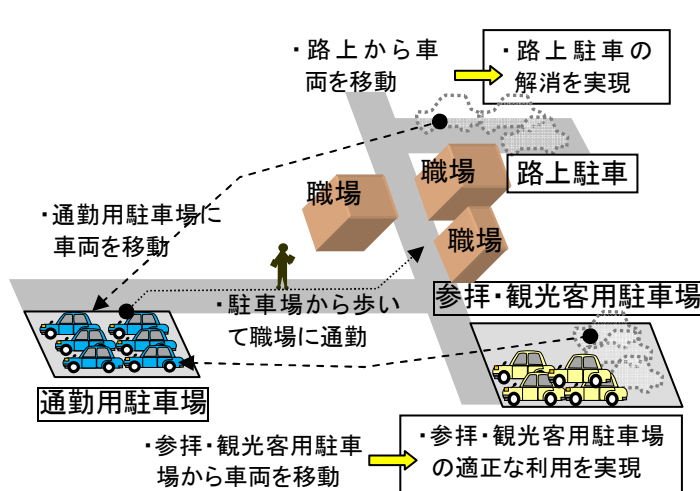 ・路上から車
両を移動
・路上駐車の
解消を実現
職場
職場
路上駐車
・通勤用駐車場に
車両を移動
職場
参拝・観光客用駐車場
・駐車場から歩い
て職場に通勤
通勤用駐車場
・参拝・観光客用駐車
場から車両を移動
・参拝・観光客用駐車場
の適正な利用を実現